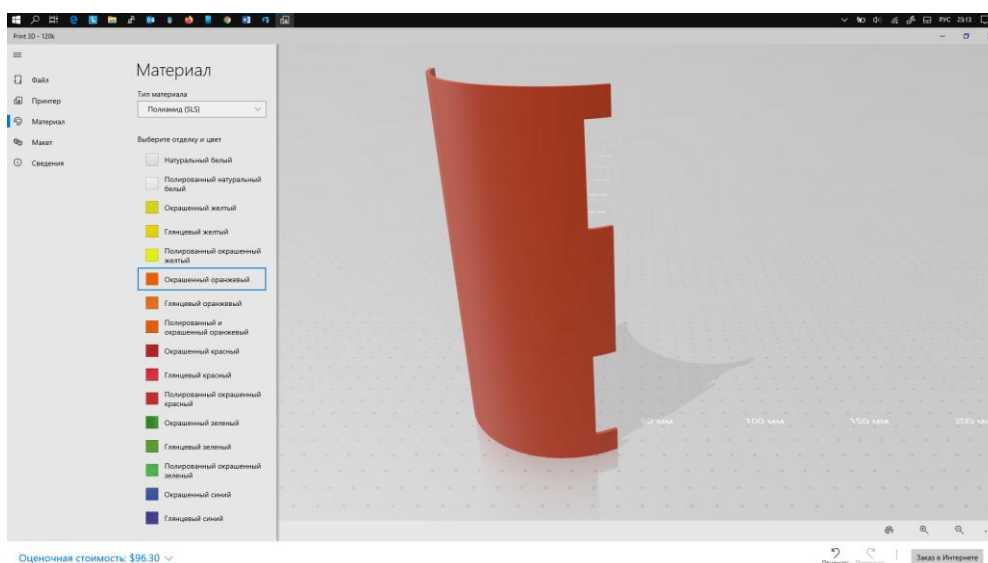 РУС 23:13
Print 3D - 120k
Файл
Принтер
Материал
Макет
Сведения
Материал
Тип материала
Полиамид (SLS)
Выберите отделку и цвет
Натуральный белый
Полированный натуральный
белый
Окрашенный желтый
Глянцевый желтый
Полированный окрашенный
желтый
Окрашенный оранжевый
Глянцевый оранжевый
Полированный и
окрашенный оранжевый
Окрашенный красный
Глянцевый красный
Полированный окрашенный
красный
Окрашенный зеленый
Глянцевый зеленый
Полированный окрашенный
зеленый
Окрашенный синий
Глянцевый синий
100 мм
150 мм
Оценочная стоимость: $96.30
Заказ в Интернете